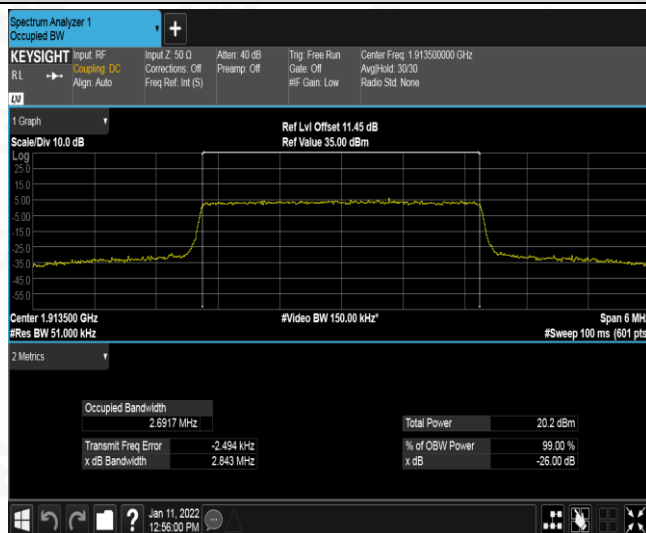 Spectrum Analyzer 1
Occupied BW
+
KEYSIGHT Input: RF Input Z: 50 Ω Atten: 40 dB Trig: Free Run Center Freq: 1.913500000 GHz
RL Coupling: DC Corrections: Off Preamp: Off Gate: Off Avg|Hold: 30/30
Align: Auto Freq Ref: Int (S) #IF Gain: Low Radio Std: None
LXI
1 Graph
Ref Lvl Offset 11.45 dB
Scale/Div 10.0 dB Ref Value 35.00 dBm
Log
25.0
15.0
5.00
-5.00
-15.0
-25.0
-35.0
-45.0
-55.0
Center 1.913500 GHz #Video BW 150.00 kHz* Span 6 MHz
#Res BW 51.000 kHz #Sweep 100 ms (601 pts
2 Metrics
Occupied Bandwidth
2.6917 MHz Total Power 20.2 dBm
Transmit Freq Error -2.494 kHz % of OBW Power 99.00 %
x dB Bandwidth 2.843 MHz x dB -26.00 dB
? Jan 11, 2022
12:56:00 PM